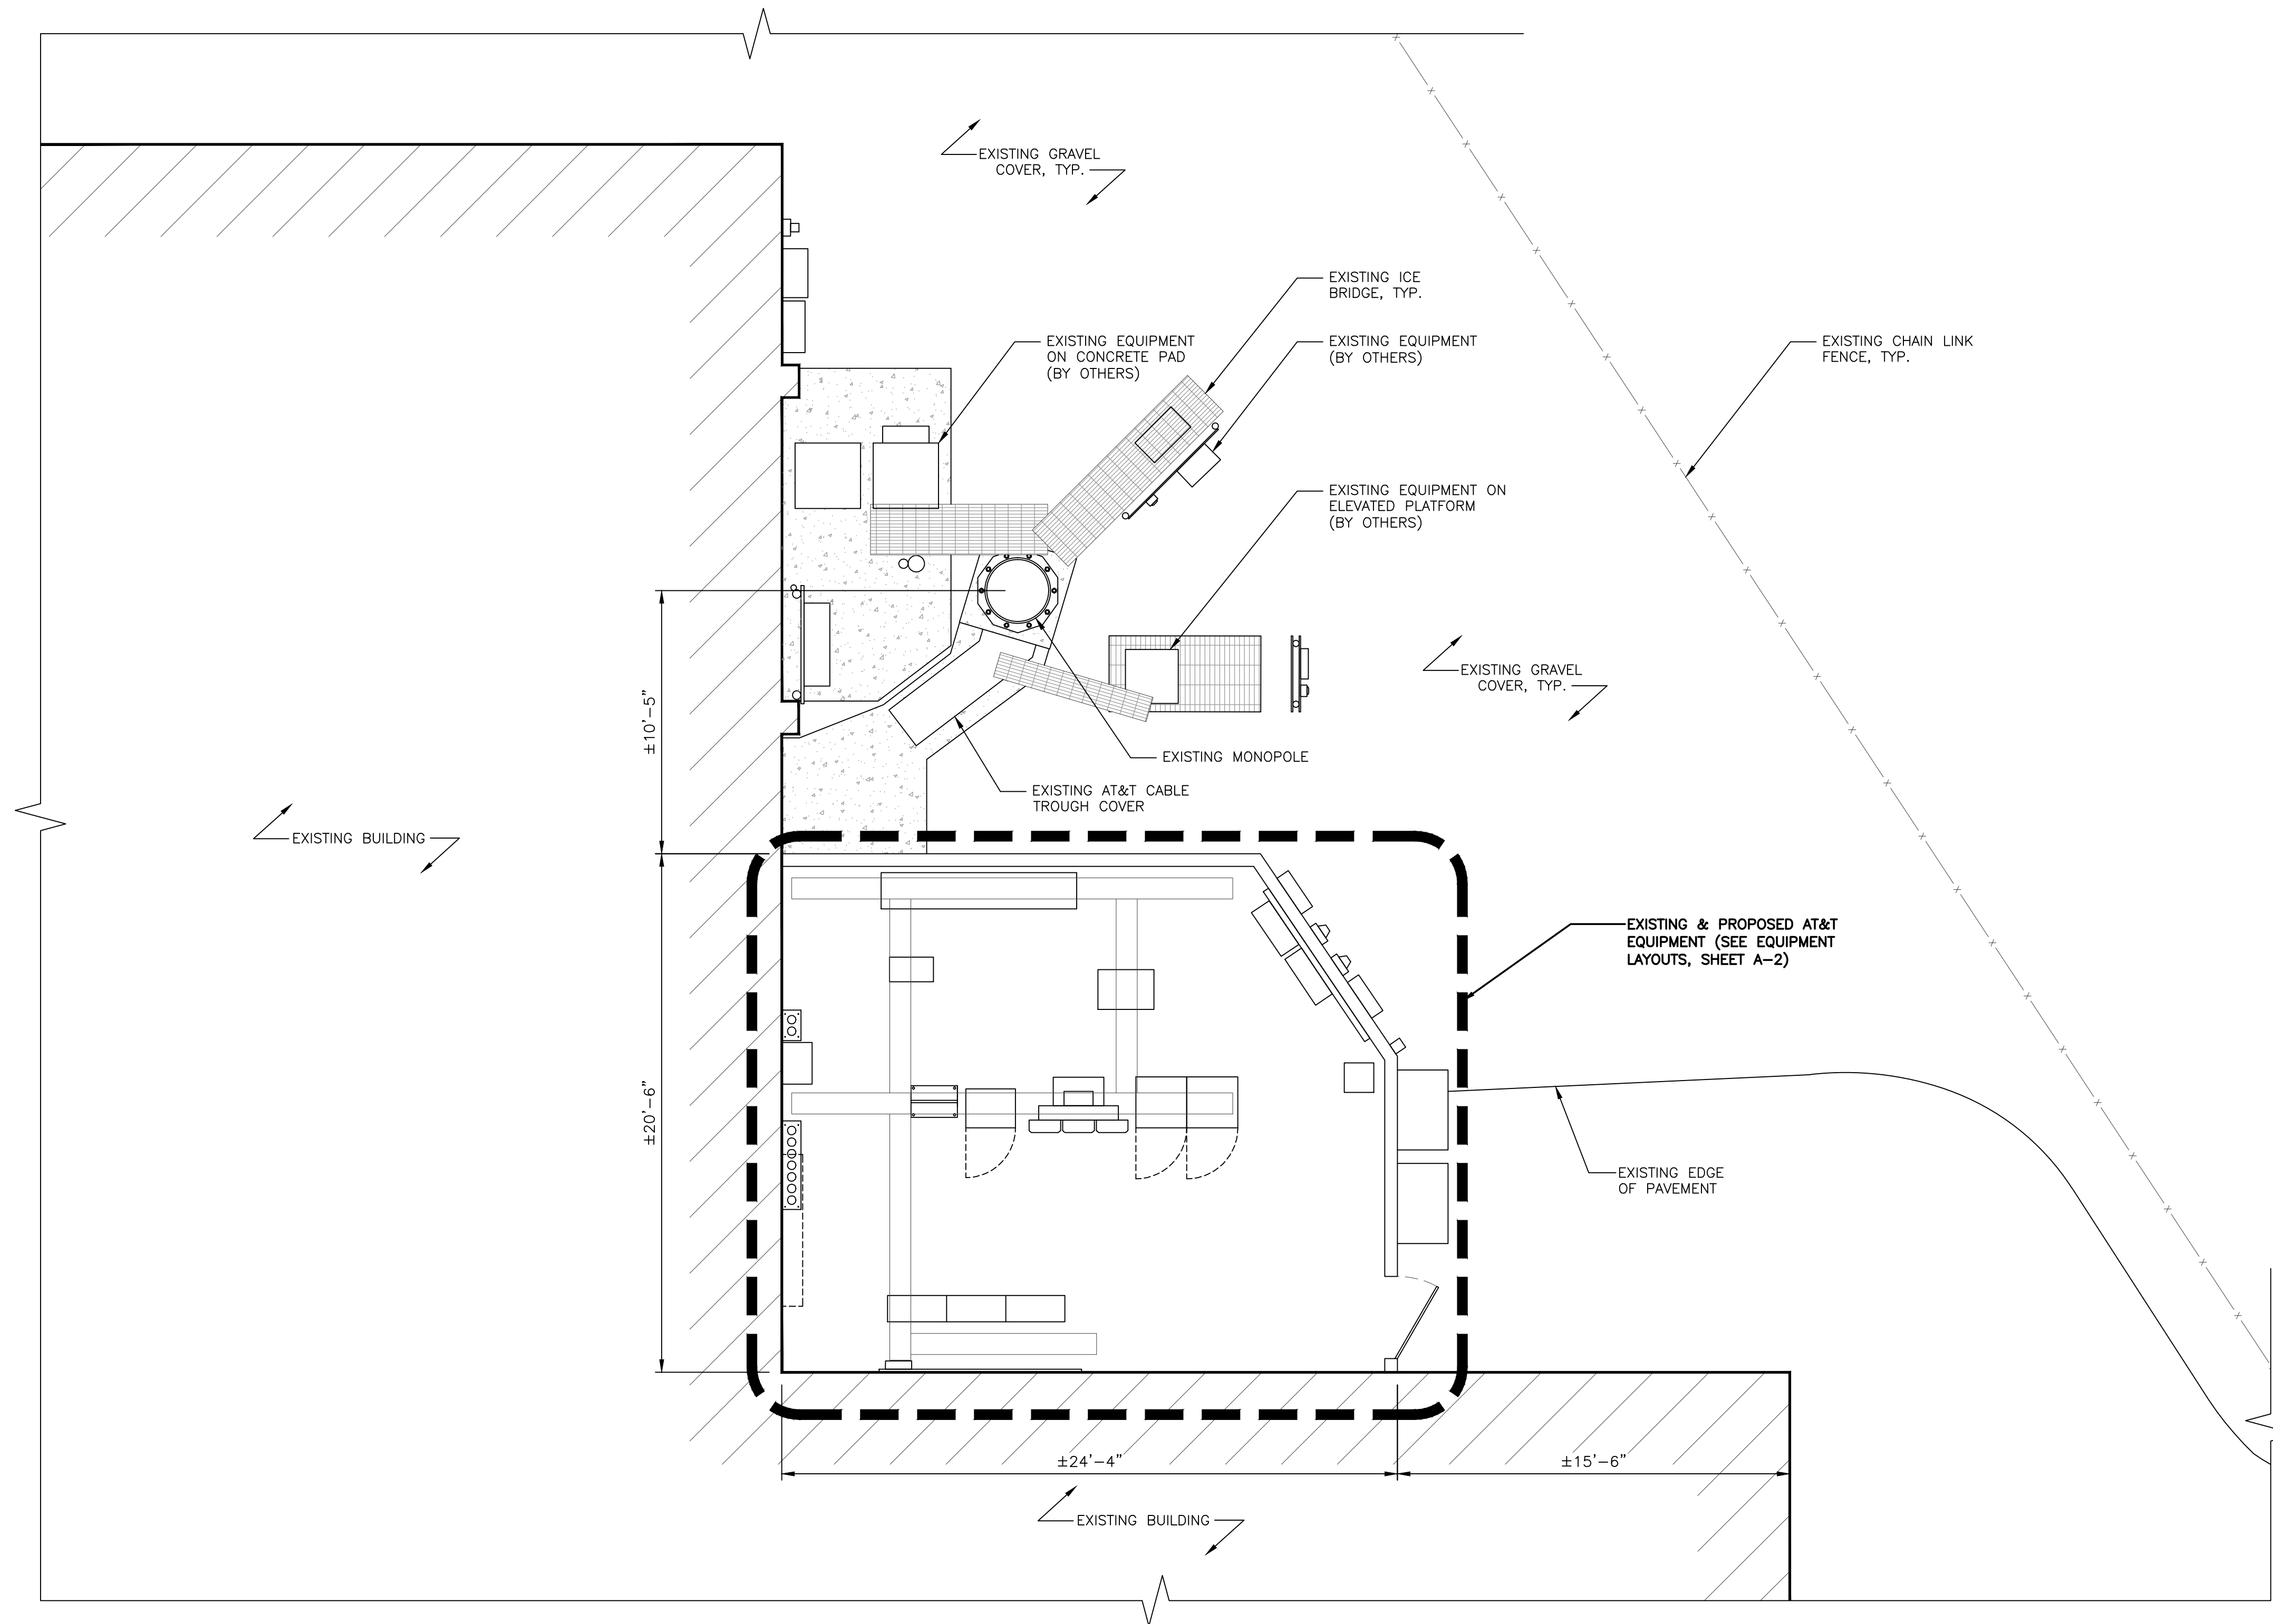 EXISTING GRAVEL
COVER, TYP.
EXISTING ICE
BRIDGE, TYP.
EXISTING EQUIPMENT
ON CONCRETE PAD
(BY OTHERS)
EXISTING EQUIPMENT
(BY OTHERS)
EXISTING CHAIN LINK
FENCE, TYP.
EXISTING EQUIPMENT ON
ELEVATED PLATFORM
(BY OTHERS)
EXISTING GRAVEL
COVER, TYP.
±10'-5"
EXISTING MONOPOLE
EXISTING AT&T CABLE
TROUGH COVER
EXISTING BUILDING
EXISTING & PROPOSED AT&T
EQUIPMENT (SEE EQUIPMENT
LAYOUTS, SHEET A-2)
±20'-6"
EXISTING EDGE
OF PAVEMENT
±24'-4"
±15'-6"
EXISTING BUILDING